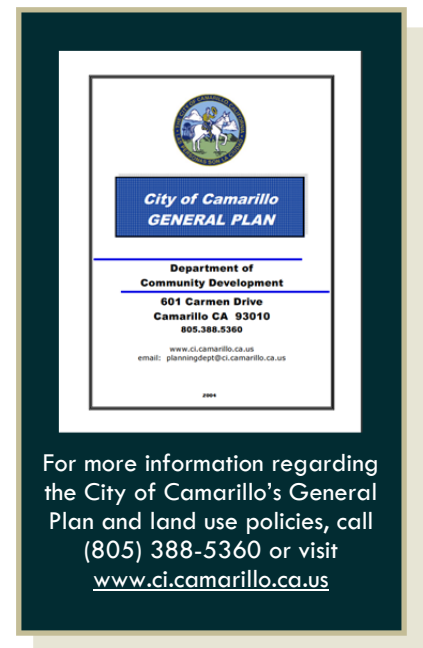 City of Camarillo
GENERAL PLAN
Department of
Community Development
601 Carmen Drive
Camarillo CA 93010
805.388.5360
www.ci.camarillo.ca.us
email: planningdept@ci.camarillo.ca.us
2004
For more information regarding
the City of Camarillo’s General
Plan and land use policies, call
(805) 388-5360 or visit
www.ci.camarillo.ca.us